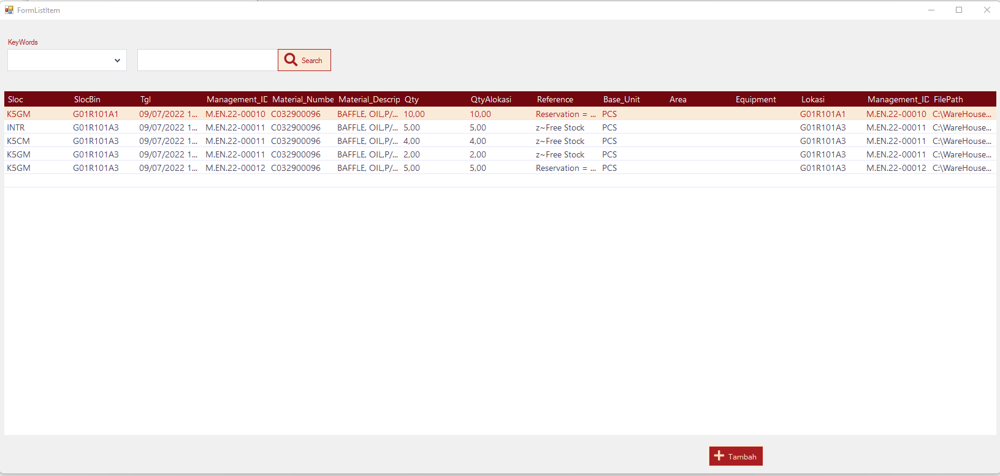 FormListItem
KeyWords
Search
Sloc SlocBin Tgl Management_ID Material_Numbe Material_Descrip Qty QtyAlokasi Reference Base_Unit Area Equipment Lokasi Management_ID FilePath
K5GM G01R101A1 09/07/2022 1... M.EN.22-00010 C032900096 BAFFLE, OIL,P/... 10,00 10,00 Reservation = ... PCS G01R101A1 M.EN.22-00010 C:\WareHouse...
INTR G01R101A3 09/07/2022 1... M.EN.22-00011 C032900096 BAFFLE, OIL,P/... 5,00 5,00 z~Free Stock PCS G01R101A3 M.EN.22-00011 C:\WareHouse...
K5CM G01R101A3 09/07/2022 1... M.EN.22-00011 C032900096 BAFFLE, OIL,P/... 4,00 4,00 z~Free Stock PCS G01R101A3 M.EN.22-00011 C:\WareHouse...
K5GM G01R101A3 09/07/2022 1... M.EN.22-00011 C032900096 BAFFLE, OIL,P/... 2,00 2,00 z~Free Stock PCS G01R101A3 M.EN.22-00011 C:\WareHouse...
K5GM G01R101A3 09/07/2022 1... M.EN.22-00012 C032900096 BAFFLE, OIL,P/... 5,00 5,00 Reservation = ... PCS G01R101A3 M.EN.22-00012 C:\WareHouse...
Tambah